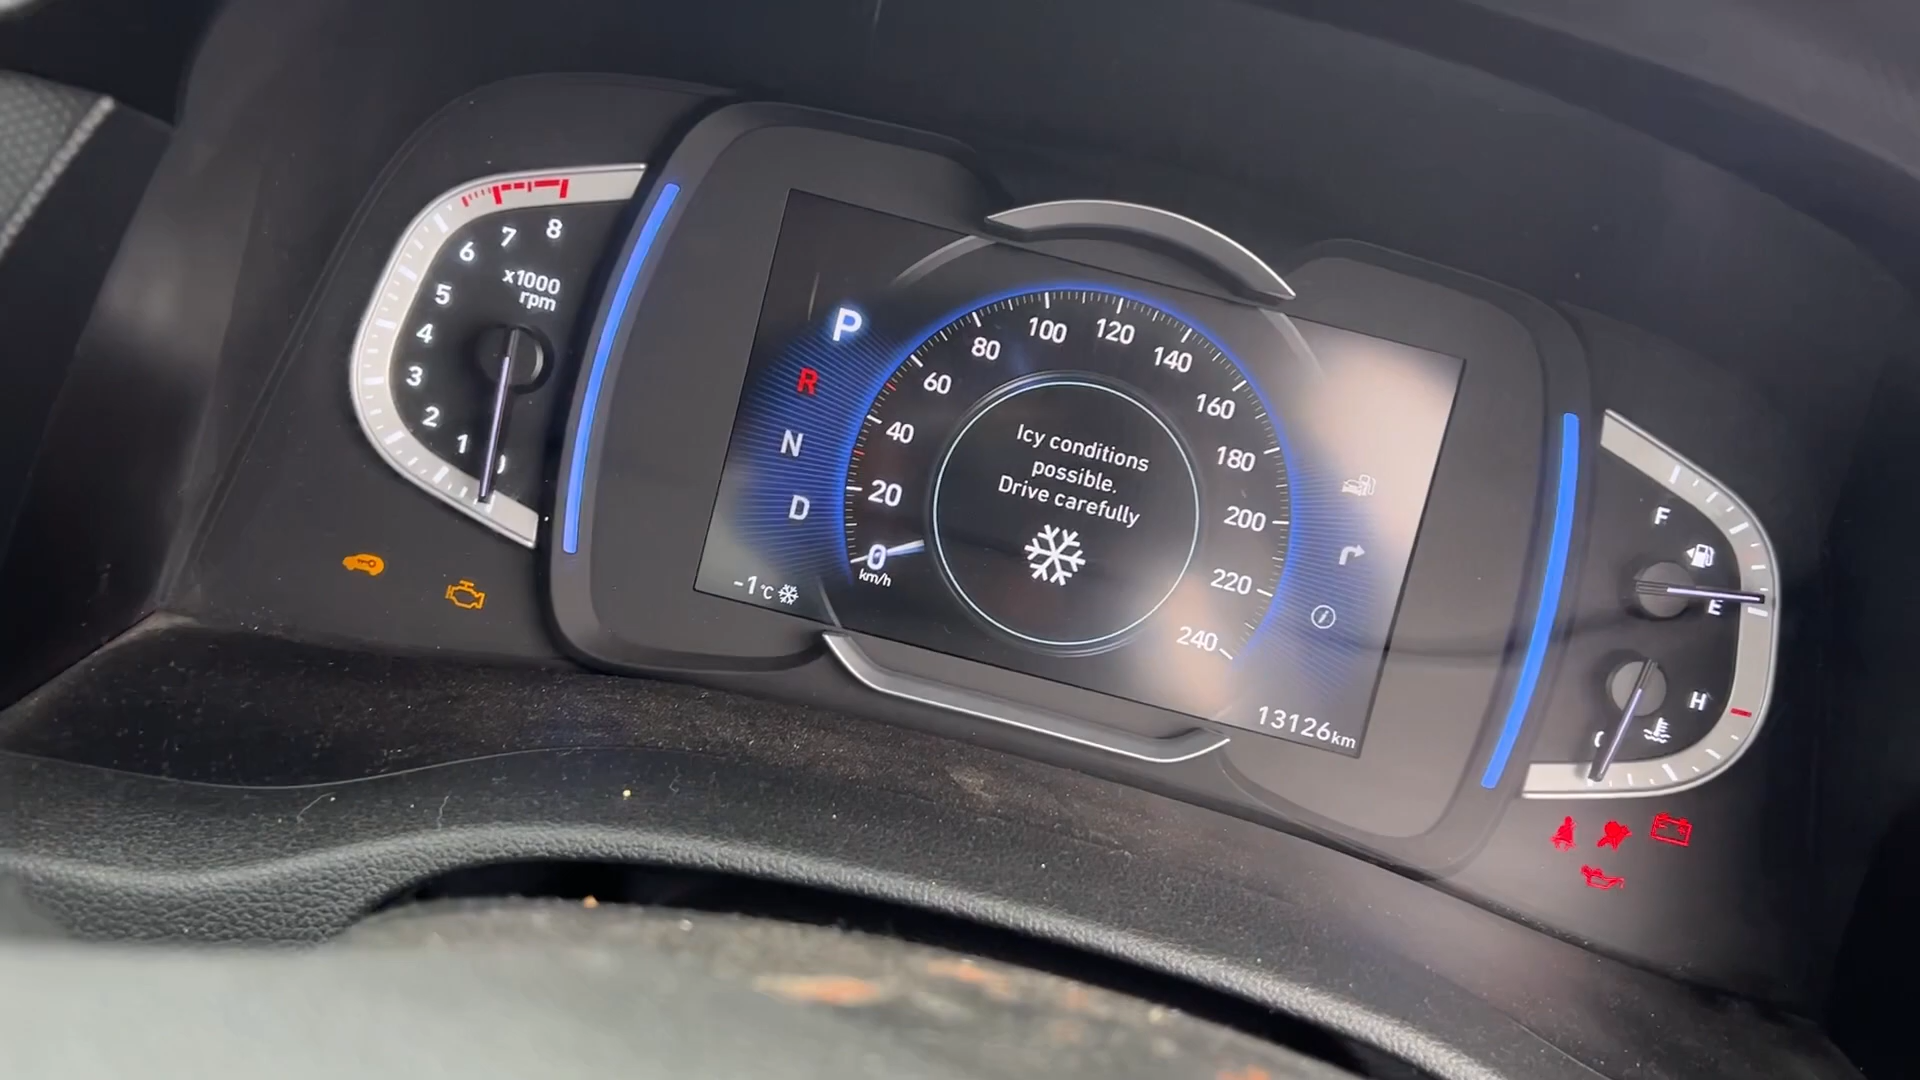 8
7
6
5
4
3
2
1
x1000
rpm
P
R
N
D
-1°C
0
20
40
60
80
100
120
140
160
180
200
220
240
km/h
Icy conditions
possible.
Drive carefully
13126km
F
E
H